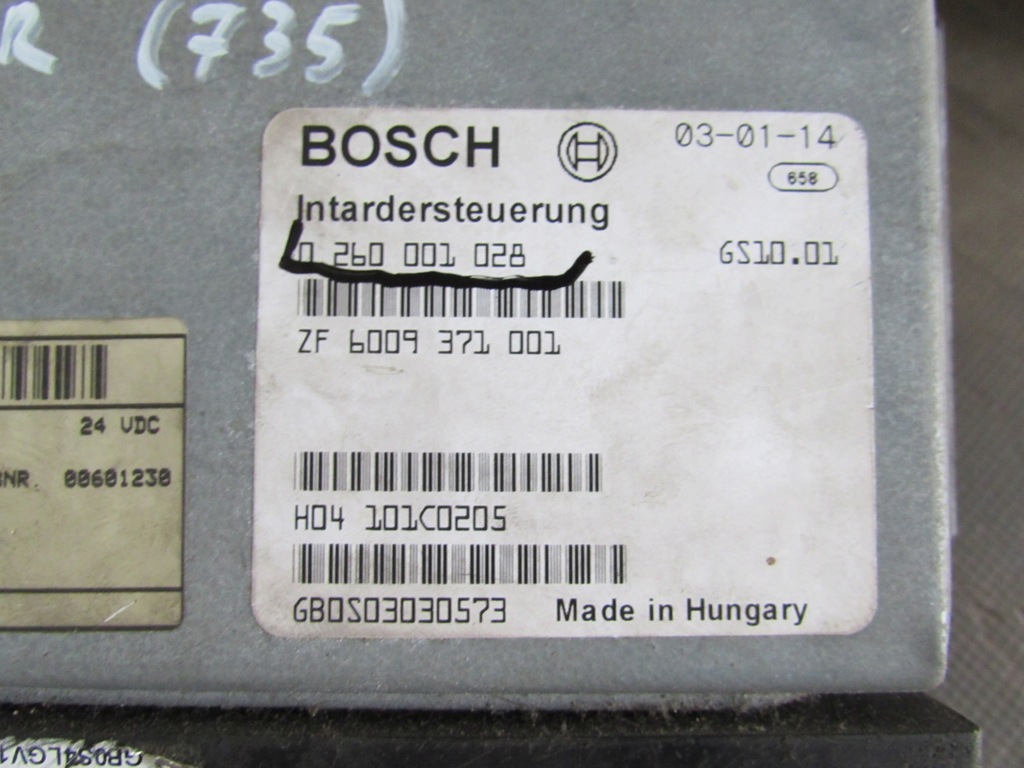 R (735)
BOSCH 03-01-14
658
Intardersteuerung
0 260 001 028 GS10.01
ZF 6009 371 001
24 VDC
NR. 00601230
H04 101C0205
GB0S03030573 Made in Hungary
GB0S4LGV1